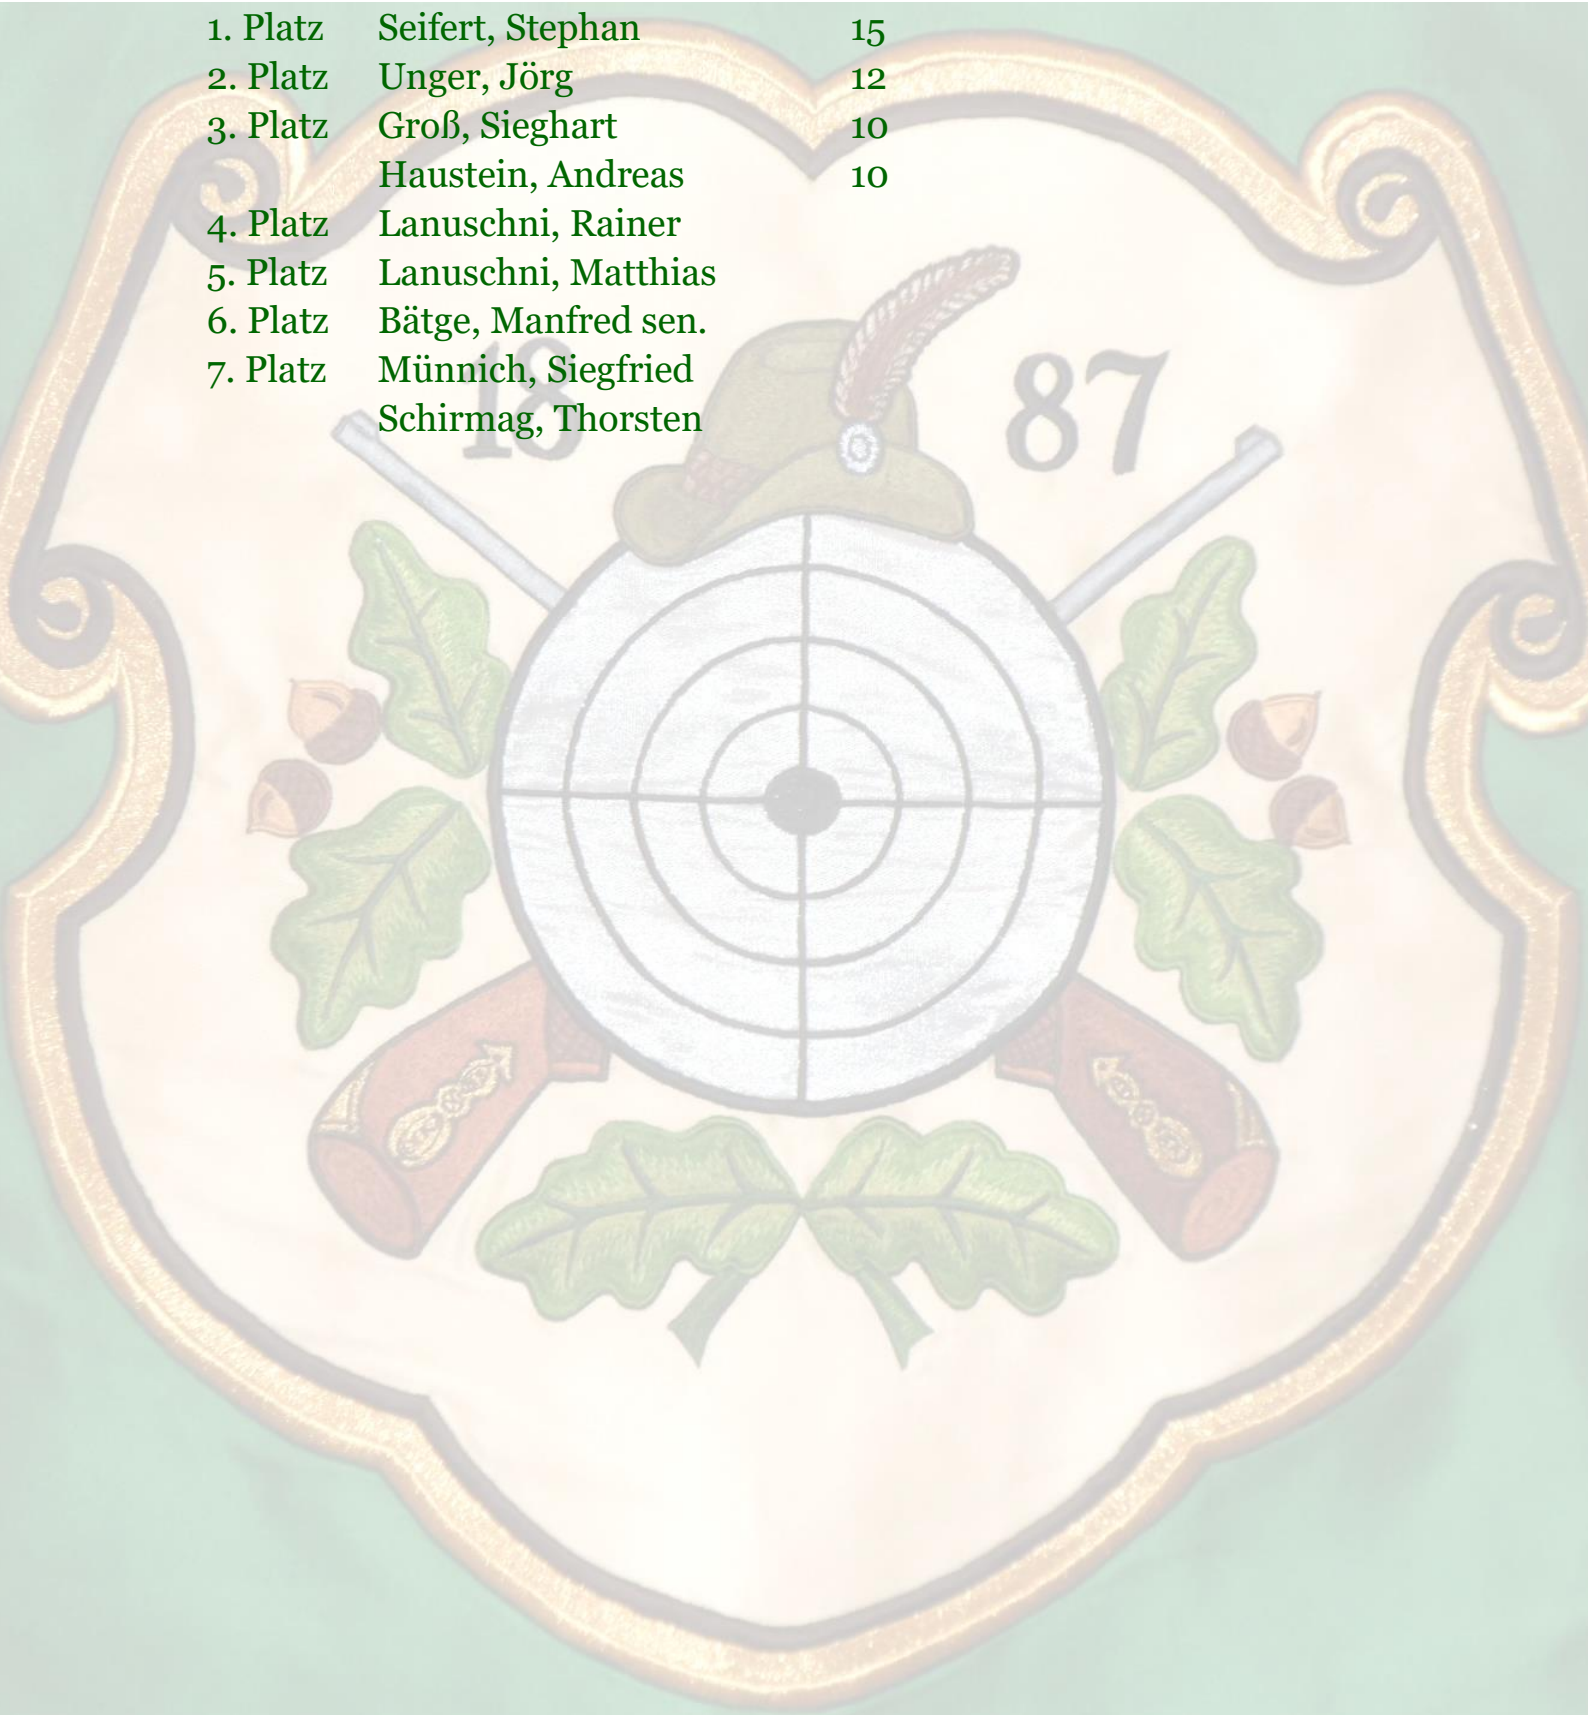 1. Platz Seifert, Stephan 15
2. Platz Unger, Jörg 12
3. Platz Groß, Sieghart 10
Haustein, Andreas 10
4. Platz Lanuschni, Rainer
5. Platz Lanuschni, Matthias
6. Platz Bätge, Manfred sen.
7. Platz Münnich, Siegfried
Schirmag, Thorsten
18 87